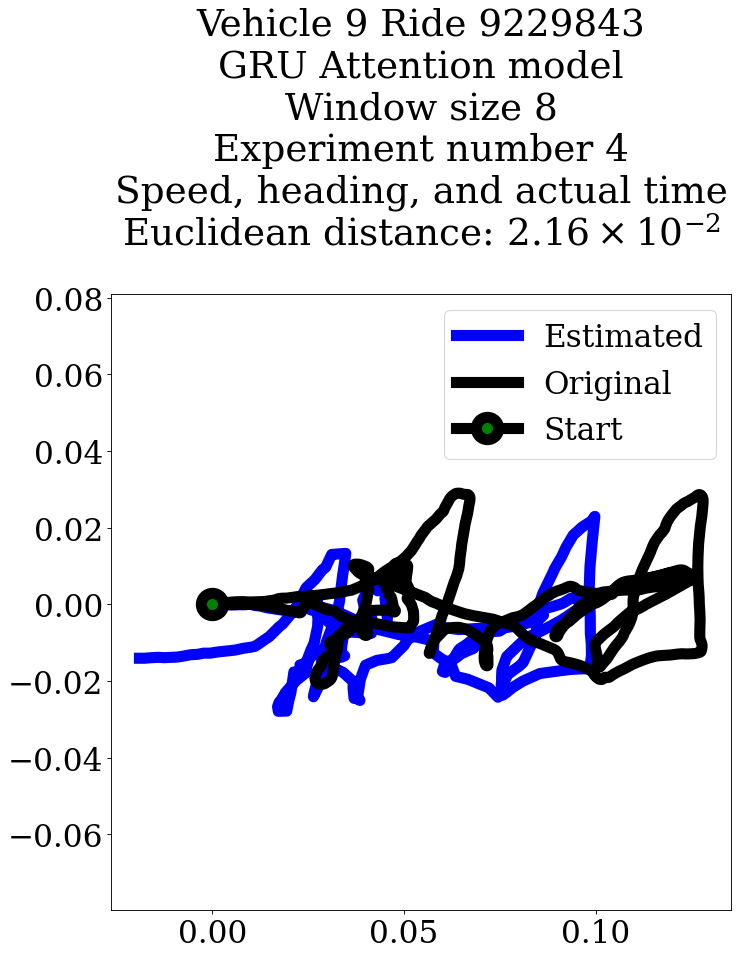 Vehicle 9 Ride 9229843
GRU Attention model
Window size 8
Experiment number 4
Speed, heading, and actual time
Euclidean distance: 2.16 × 10⁻²
0.08
Estimated
0.06
Original
0.04
Start
0.02
0.00
−0.02
−0.04
−0.06
0.00 0.05 0.10